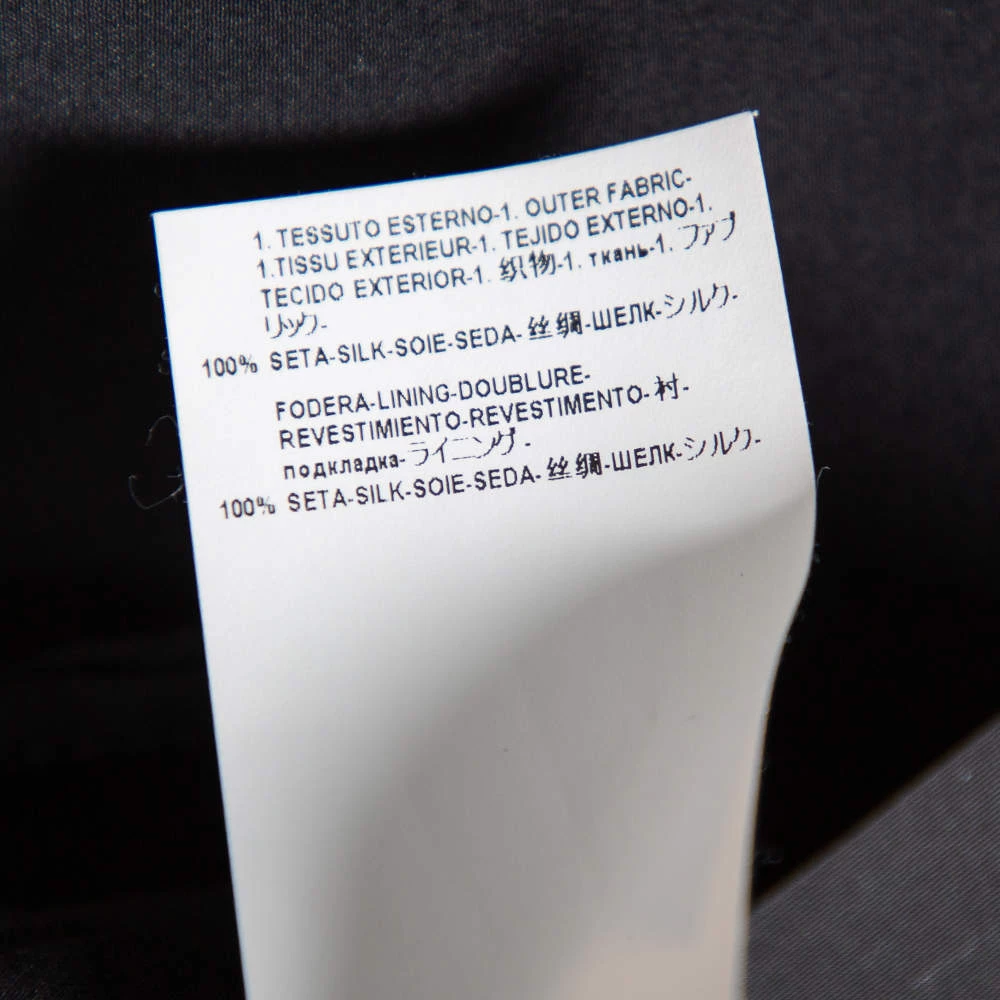 1. TESSUTO ESTERNO-1. OUTER FABRIC-
1.TISSU EXTERIEUR-1. TEJIDO EXTERNO-1.
TECIDO EXTERIOR-1. 织物-1. ткань-1. ファブ
リック-
100% SETA-SILK-SOIE-SEDA-丝绸-ШЕЛК-シルク-
FODERA-LINING-DOUBLURE-
REVESTIMIENTO-REVESTIMENTO-衬-
подкладка-ライニング-
100% SETA-SILK-SOIE-SEDA-丝绸-ШЕЛК-シルク-